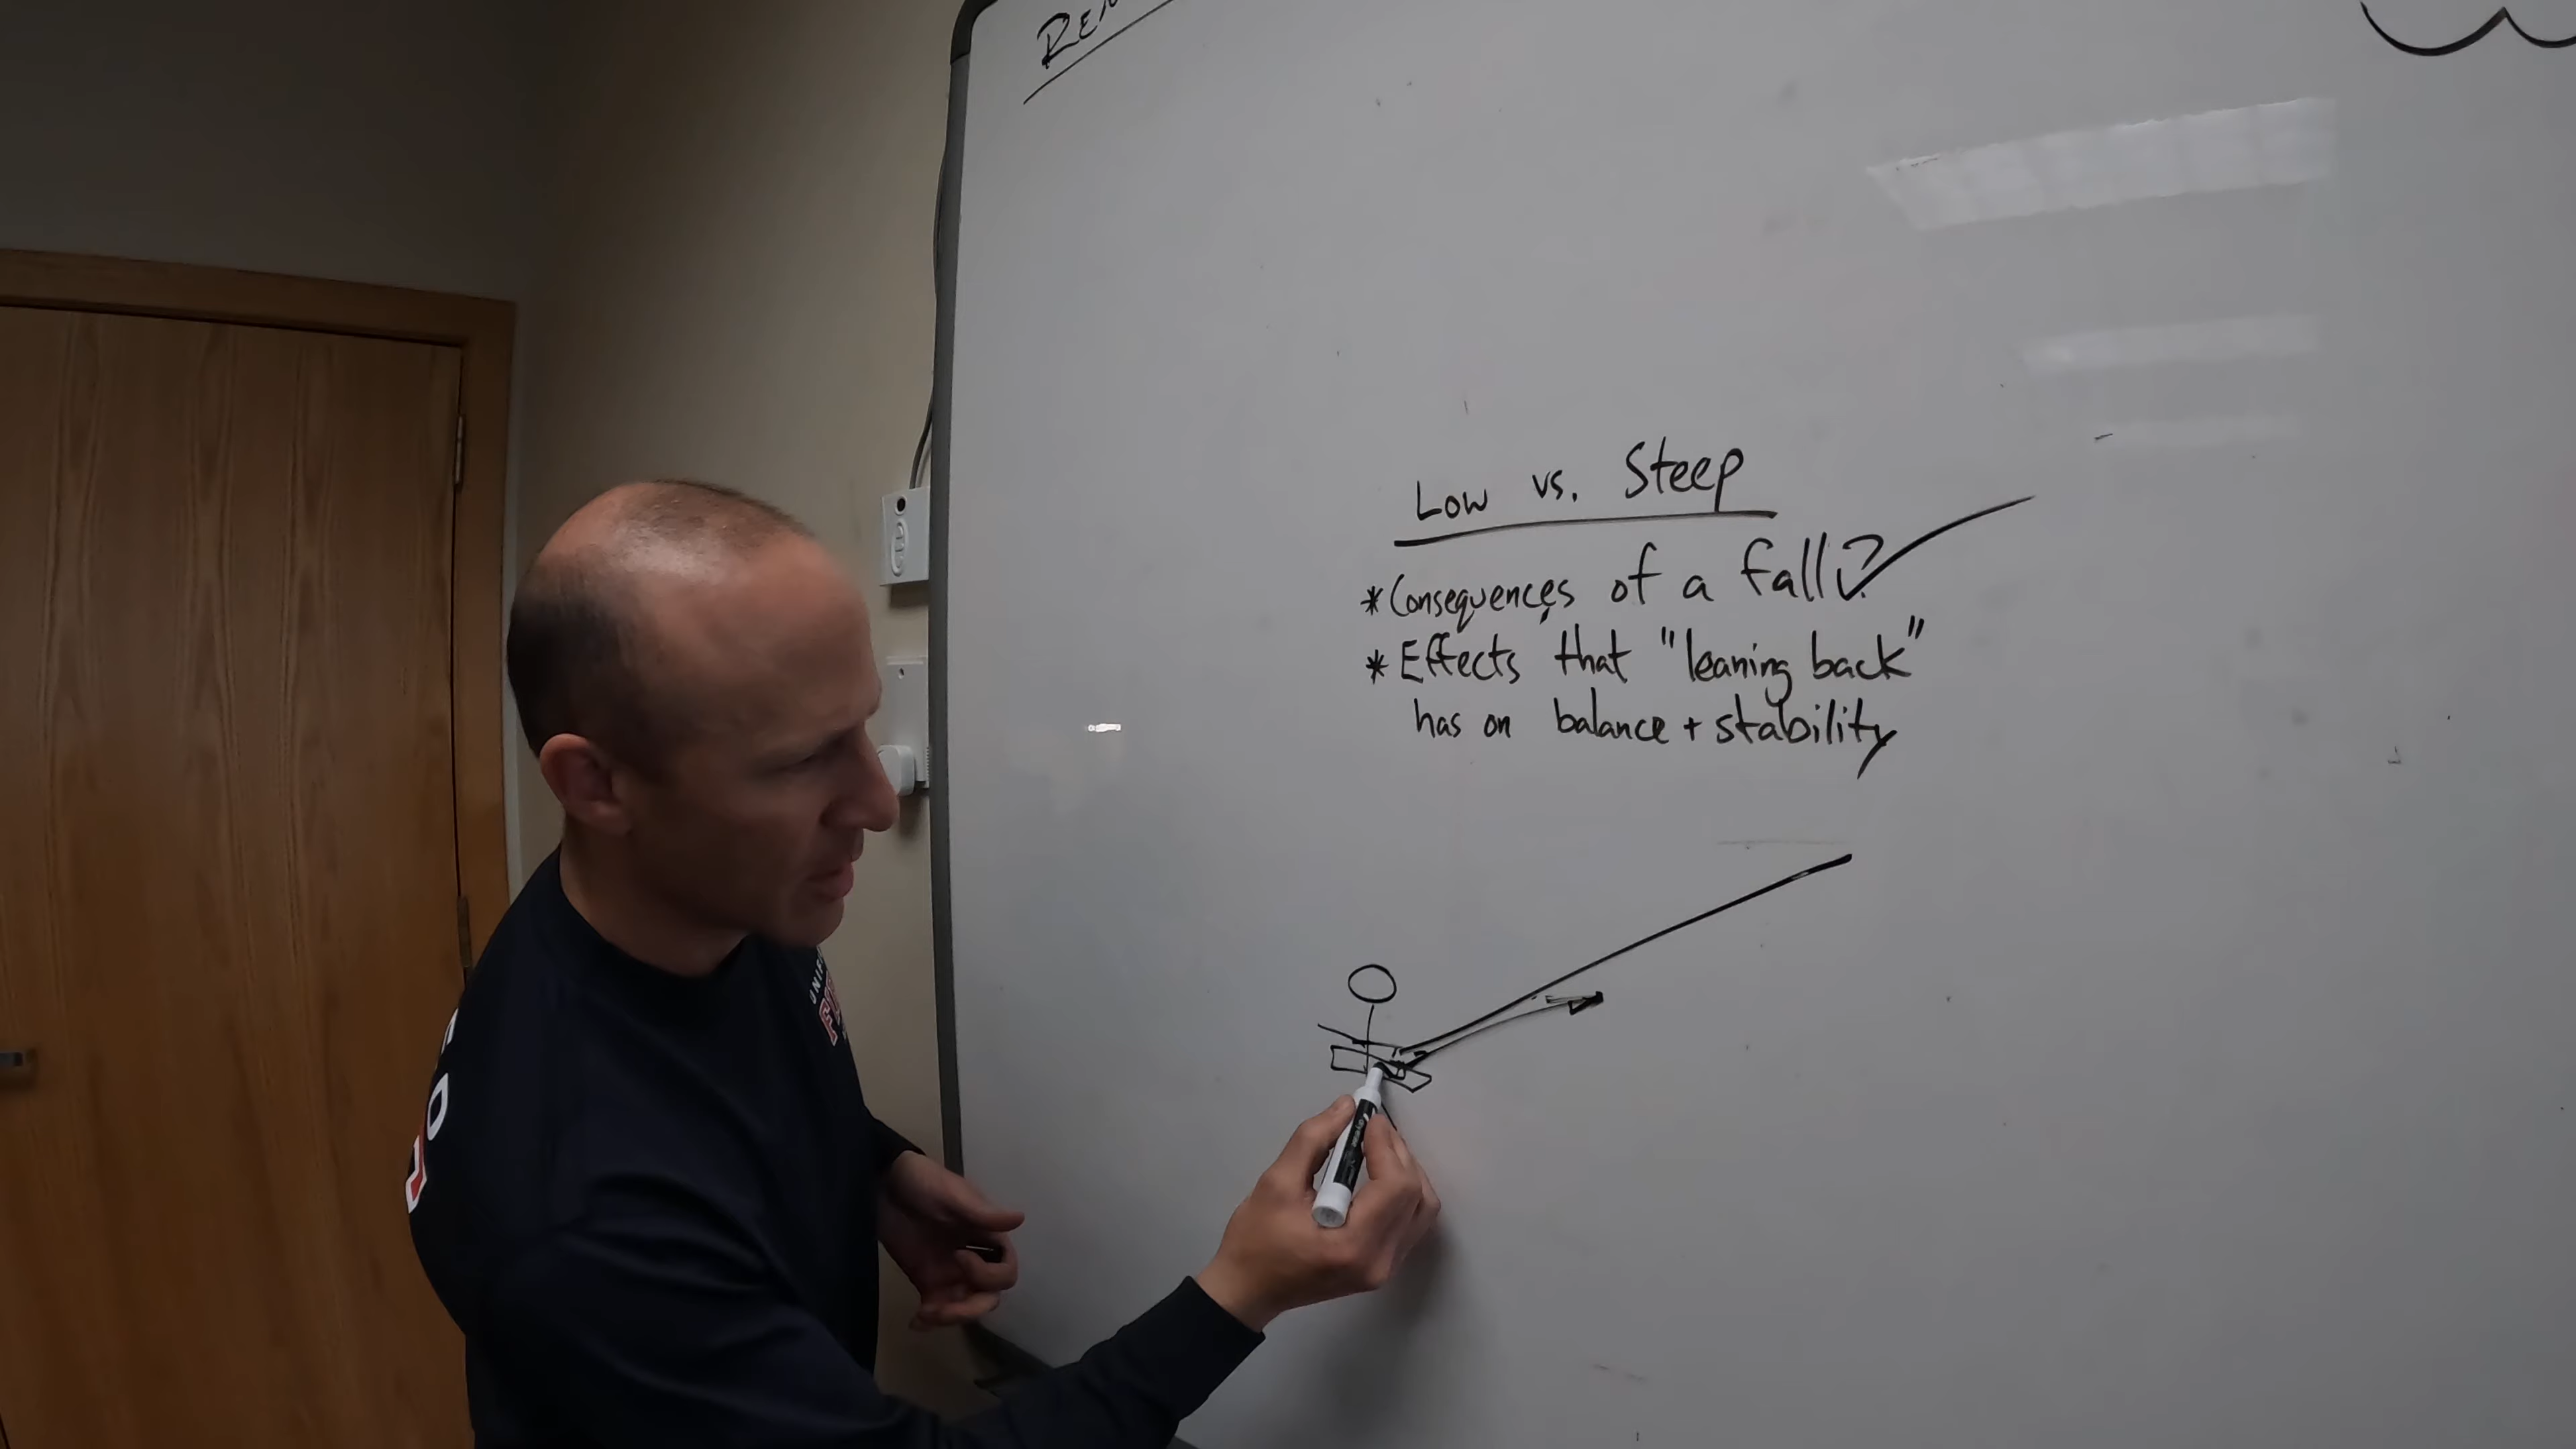 Low vs. Steep
* Consequences of a fall?
* Effects that "leaning back"
has on balance + stability